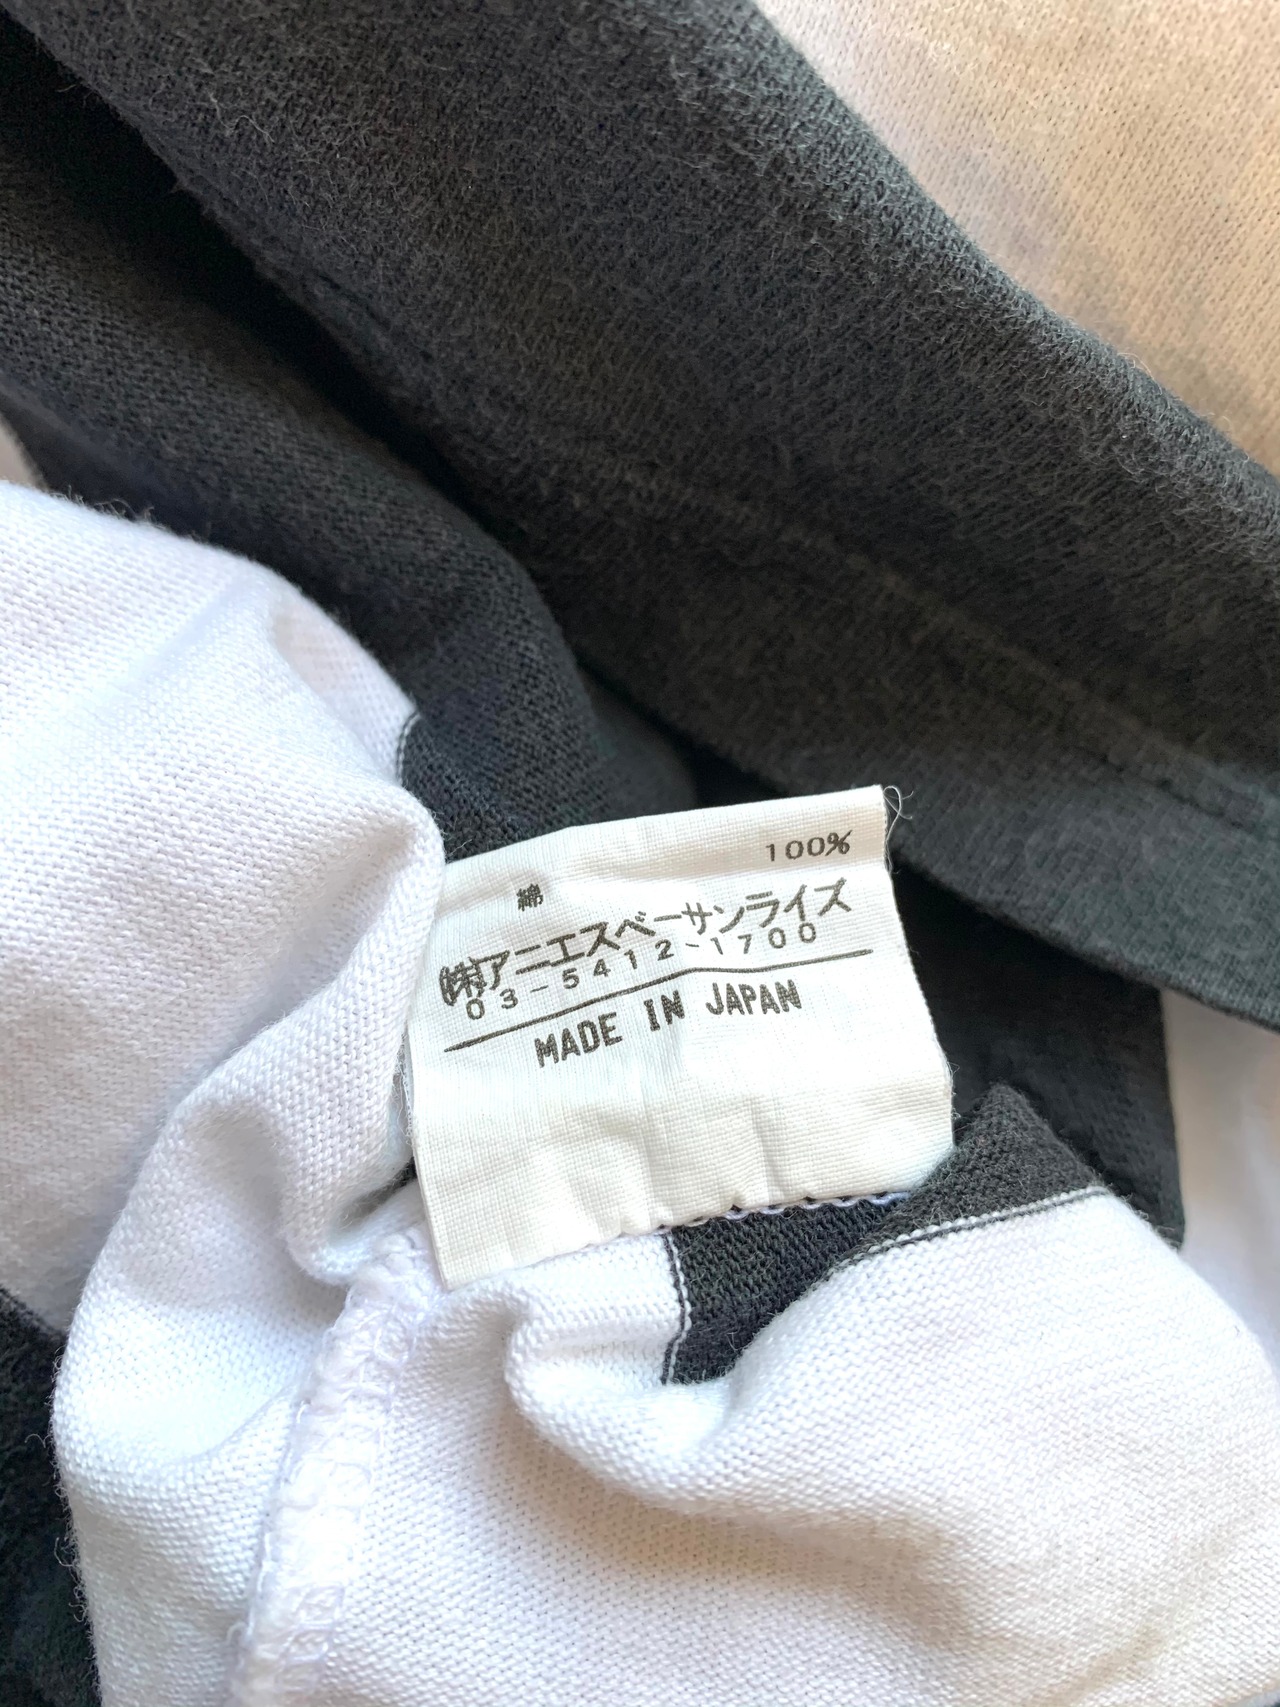 綿 100%
㈱アニエスベーサンライズ
03-5412-1700
MADE IN JAPAN